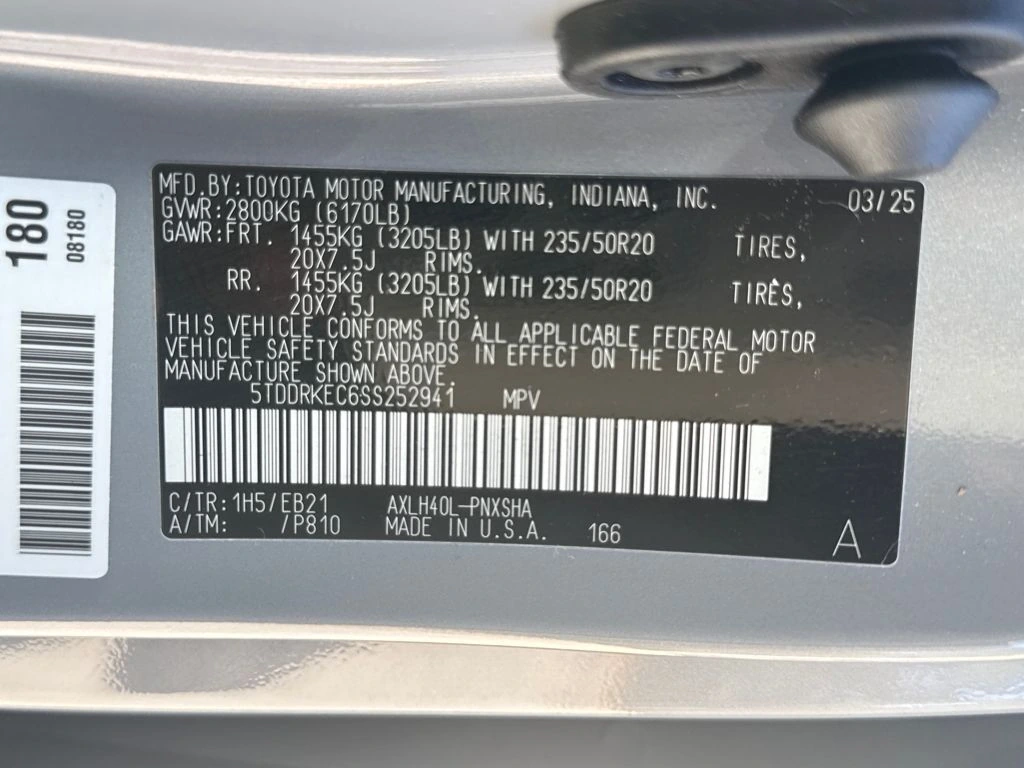 180
08180
MFD.BY:TOYOTA MOTOR MANUFACTURING, INDIANA, INC. 03/25
GVWR:2800KG (6170LB)
GAWR:FRT. 1455KG (3205LB) WITH 235/50R20 TIRES,
20X7.5J RIMS.
RR. 1455KG (3205LB) WITH 235/50R20 TIRES,
20X7.5J RIMS.
THIS VEHICLE CONFORMS TO ALL APPLICABLE FEDERAL MOTOR
VEHICLE SAFETY STANDARDS IN EFFECT ON THE DATE OF
MANUFACTURE SHOWN ABOVE.
5TDDRKEC6SS252941 MPV
C/TR:1H5/EB21 AXLH40L-PNXSHA
A/TM: /P810 MADE IN U.S.A. 166 A